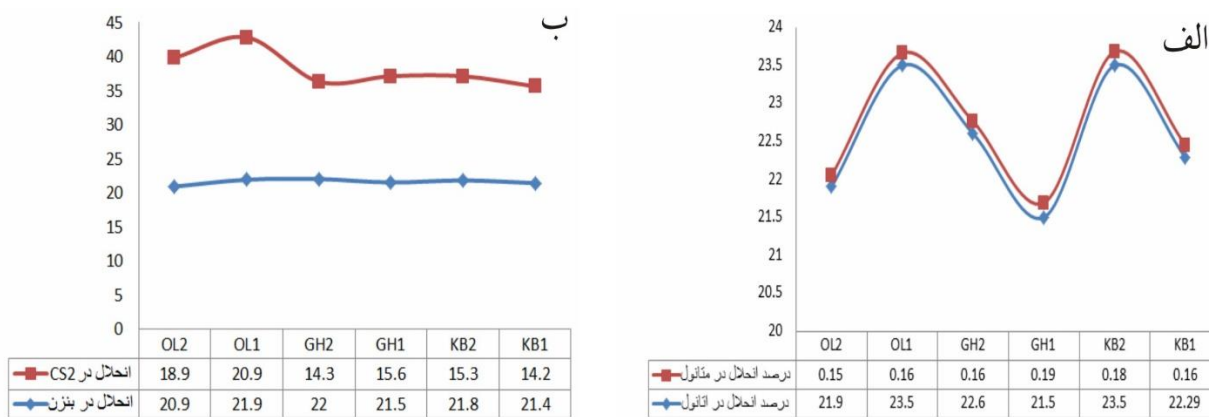 الف
24
23.5
23
22.5
22
21.5
21
20.5
20
OL2 OL1 GH2 GH1 KB2 KB1
درصد انحلال در متانول 0.15 0.16 0.16 0.19 0.18 0.16
درصد انحلال در اتانول 21.9 23.5 22.6 21.5 23.5 22.29
ب
45
40
35
30
25
20
15
10
5
0
OL2 OL1 GH2 GH1 KB2 KB1
انحلال در CS2 18.9 20.9 14.3 15.6 15.3 14.2
انحلال در بنزن 20.9 21.9 22 21.5 21.8 21.4